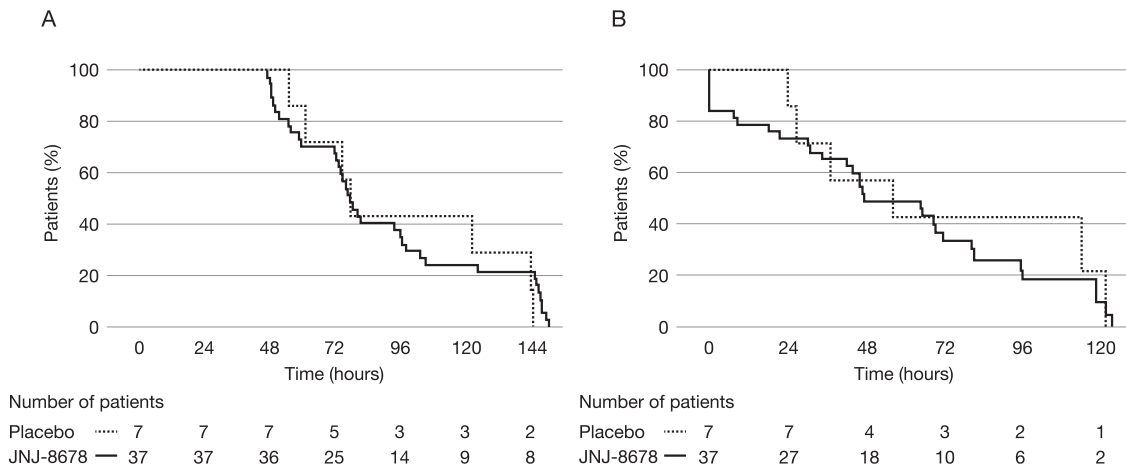 A
100
80
60
40
20
0
Patients (%)
0 24 48 72 96 120 144
Time (hours)
Number of patients
Placebo 7 7 7 5 3 3 2
JNJ-8678 37 37 36 25 14 9 8
B
100
80
60
40
20
0
Patients (%)
0 24 48 72 96 120
Time (hours)
Number of patients
Placebo 7 7 4 3 2 1
JNJ-8678 37 27 18 10 6 2